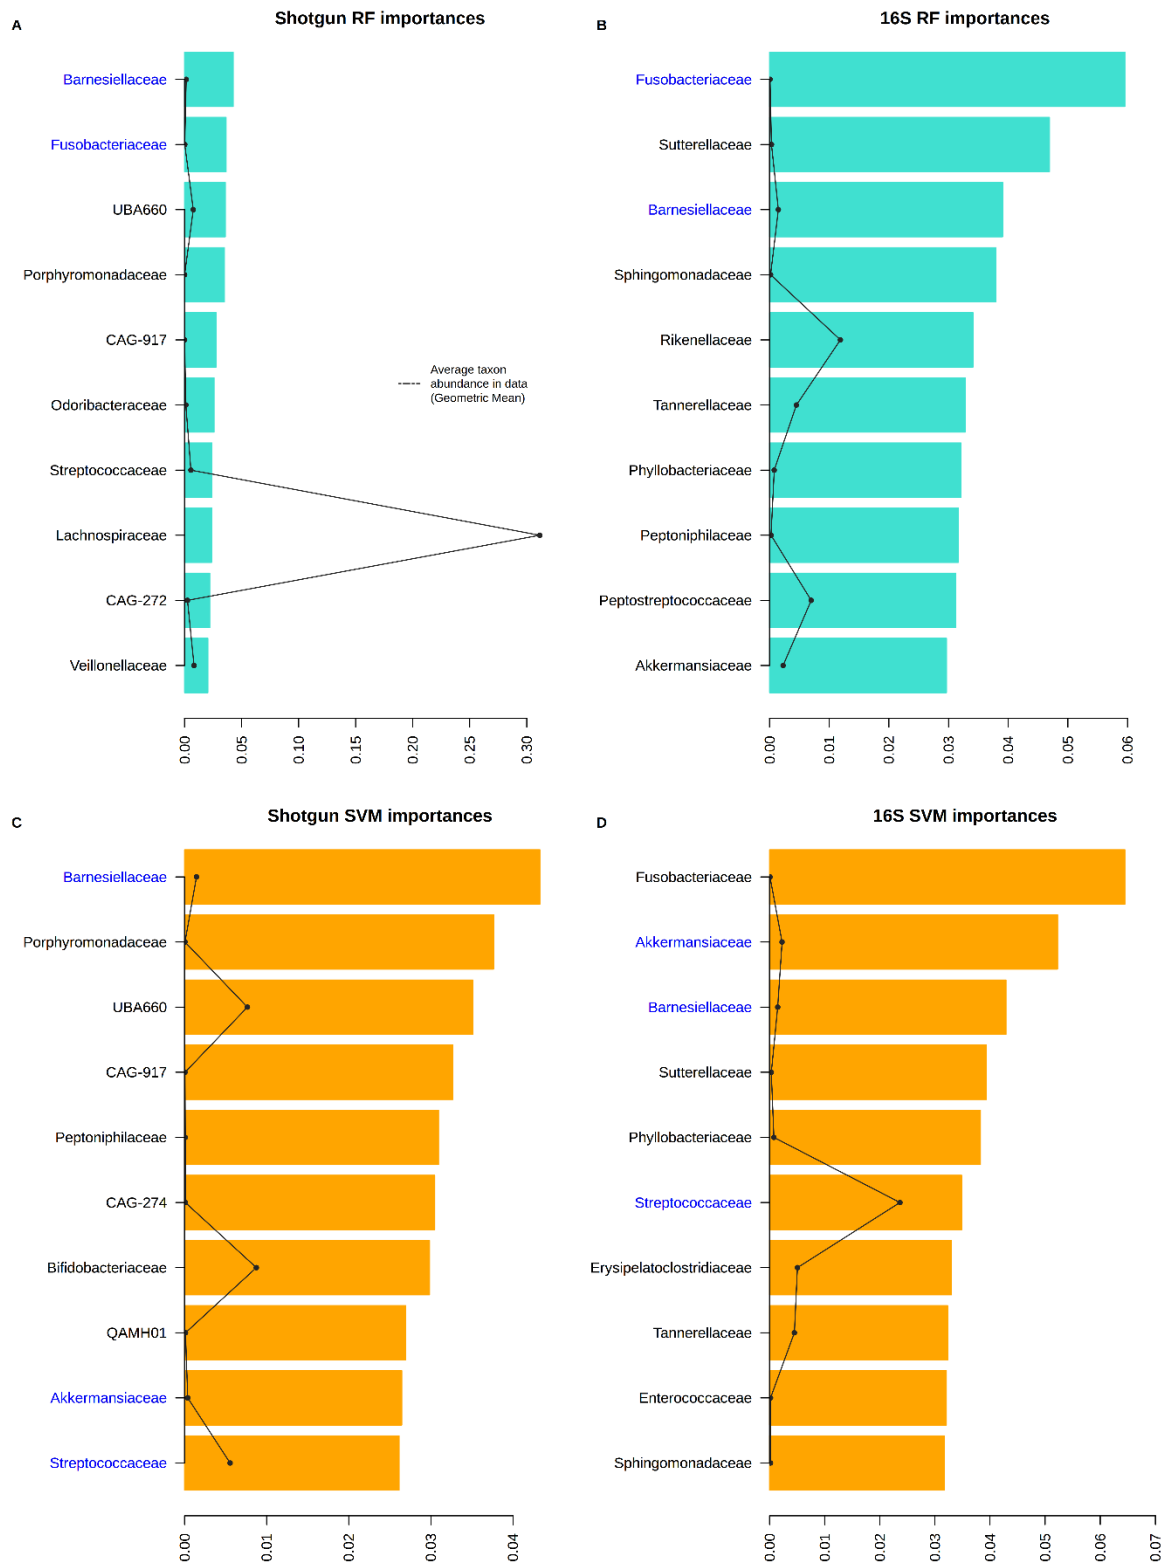 A
Shotgun RF importances
Barnesiellaceae
Fusobacteriaceae
UBA660
Porphyromonadaceae
CAG-917
Odoribacteraceae
Streptococcaceae
Lachnospiraceae
CAG-272
Veillonellaceae
Average taxon
abundance in data
(Geometric Mean)
0.00
0.05
0.10
0.15
0.20
0.25
0.30
B
16S RF importances
Fusobacteriaceae
Sutterellaceae
Barnesiellaceae
Sphingomonadaceae
Rikenellaceae
Tannerellaceae
Phyllobacteriaceae
Peptoniphilaceae
Peptostreptococcaceae
Akkermansiaceae
0.00
0.01
0.02
0.03
0.04
0.05
0.06
C
Shotgun SVM importances
Barnesiellaceae
Porphyromonadaceae
UBA660
CAG-917
Peptoniphilaceae
CAG-274
Bifidobacteriaceae
QAMH01
Akkermansiaceae
Streptococcaceae
0.00
0.01
0.02
0.03
0.04
D
16S SVM importances
Fusobacteriaceae
Akkermansiaceae
Barnesiellaceae
Sutterellaceae
Phyllobacteriaceae
Streptococcaceae
Erysipelatoclostridiaceae
Tannerellaceae
Enterococcaceae
Sphingomonadaceae
0.00
0.01
0.02
0.03
0.04
0.05
0.06
0.07